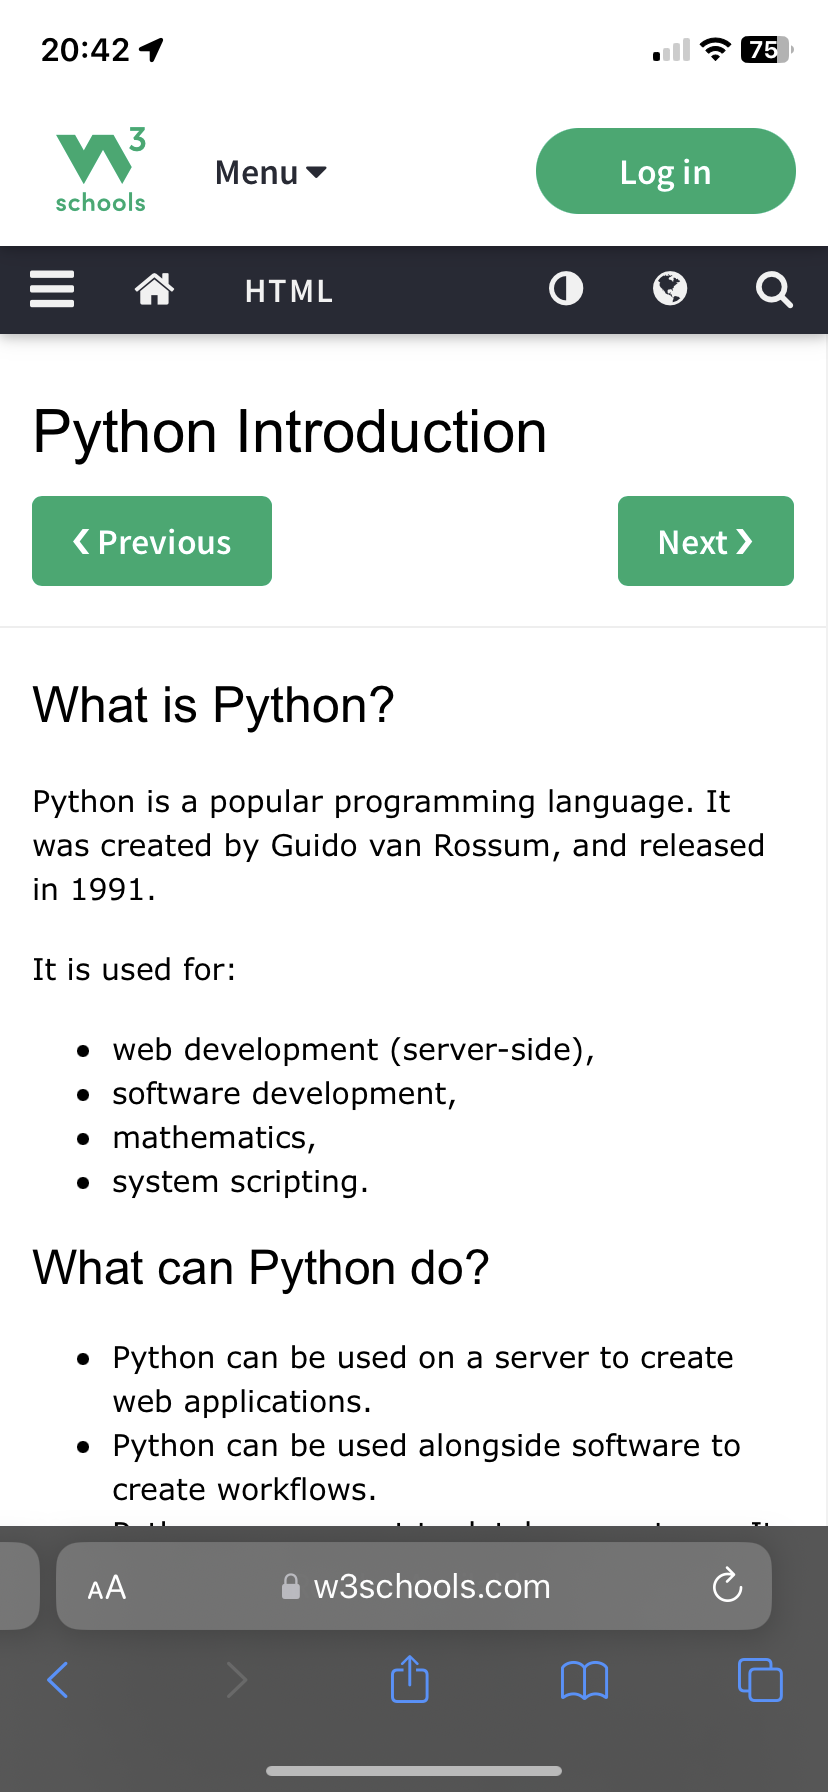 20:42
75
W3
schools
Menu
Log in
HTML
Python Introduction
❮ Previous
Next ❯
What is Python?
Python is a popular programming language. It
was created by Guido van Rossum, and released
in 1991.
It is used for:
• web development (server-side),
• software development,
• mathematics,
• system scripting.
What can Python do?
• Python can be used on a server to create
web applications.
• Python can be used alongside software to
create workflows.
AA
w3schools.com